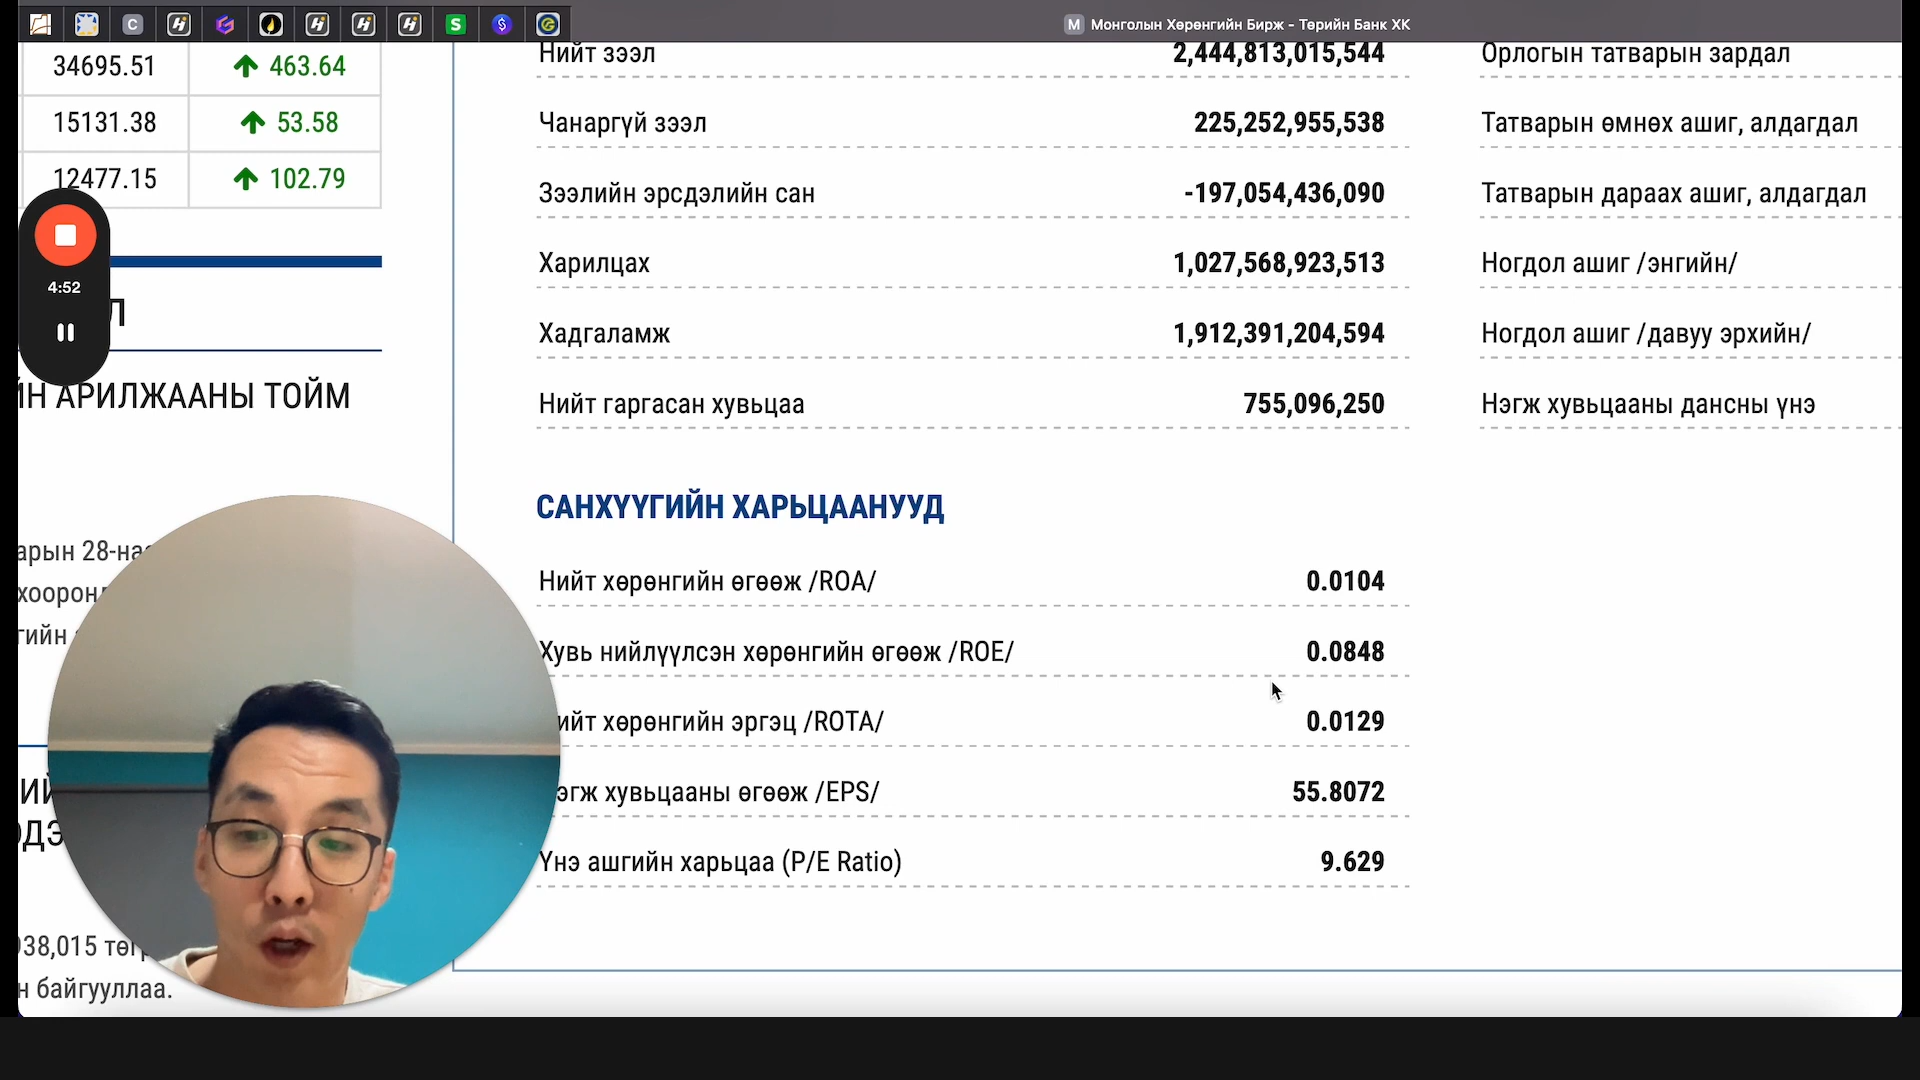 C
S
$
M Монголын Хөрөнгийн Бирж - Төрийн Банк ХК
34695.51 463.64
15131.38 53.58
12477.15 102.79
4:52
Л
ЙН АРИЛЖААНЫ ТОЙМ
арын 28-на
хоорон
гийн
938,015 төгр
н байгууллаа.
Нийт зээл 2,444,813,015,544
Чанаргүй зээл 225,252,955,538
Зээлийн эрсдэлийн сан -197,054,436,090
Харилцах 1,027,568,923,513
Хадгаламж 1,912,391,204,594
Нийт гаргасан хувьцаа 755,096,250
САНХҮҮГИЙН ХАРЬЦААНУУД
Нийт хөрөнгийн өгөөж /ROA/ 0.0104
Хувь нийлүүлсэн хөрөнгийн өгөөж /ROE/ 0.0848
ийт хөрөнгийн эргэц /ROTA/ 0.0129
эгж хувьцааны өгөөж /EPS/ 55.8072
Үнэ ашгийн харьцаа (P/E Ratio) 9.629
Орлогын татварын зардал
Татварын өмнөх ашиг, алдагдал
Татварын дараах ашиг, алдагдал
Ногдол ашиг /энгийн/
Ногдол ашиг /давуу эрхийн/
Нэгж хувьцааны дансны үнэ